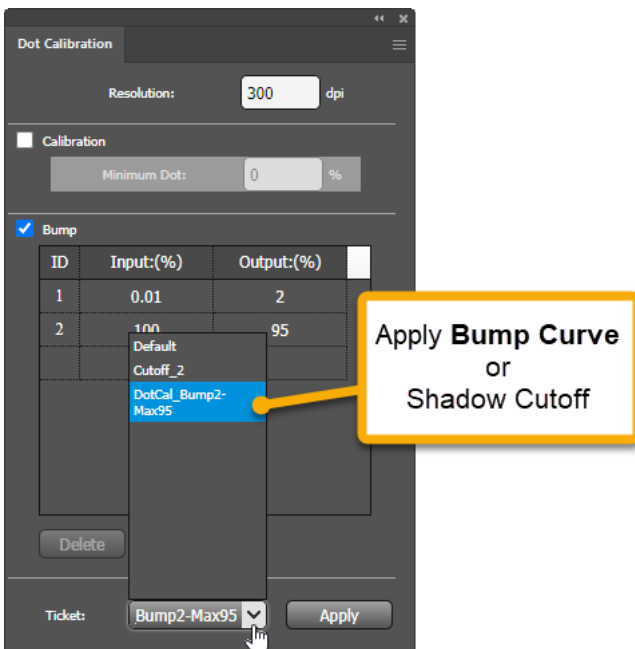 Dot Calibration
Resolution: 300 dpi
Calibration
Minimum Dot: 0 %
Bump
ID Input:(%) Output:(%)
1 0.01 2
2 100 95
Default
Cutoff_2
DotCal_Bump2-
Max95
Apply Bump Curve
or
Shadow Cutoff
Delete
Ticket: Bump2-Max95 Apply